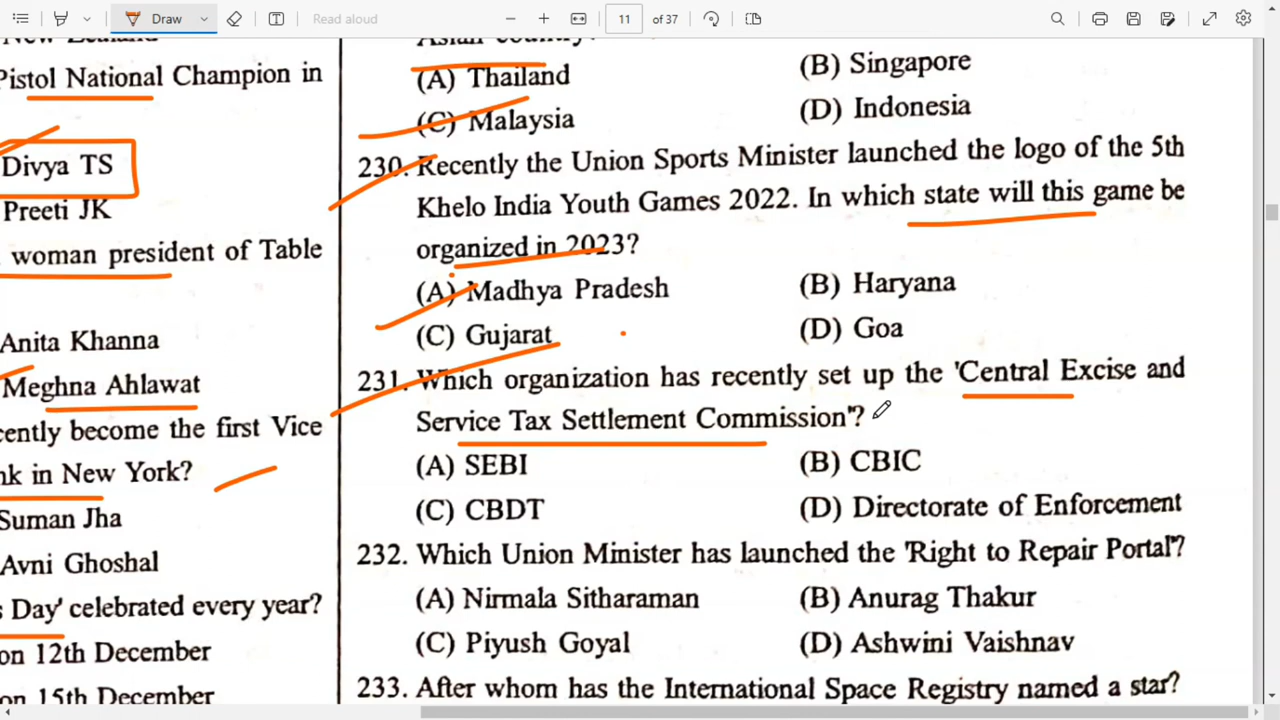 Draw
Read aloud
11
of 37
Pistol National Champion in
Divya TS
Preeti JK
woman president of Table
Anita Khanna
Meghna Ahlawat
cently become the first Vice
nk in New York?
Suman Jha
Avni Ghoshal
s Day' celebrated every year?
on 12th December
on 15th December
(A) Thailand
(B) Singapore
(C) Malaysia
(D) Indonesia
230. Recently the Union Sports Minister launched the logo of the 5th
Khelo India Youth Games 2022. In which state will this game be
organized in 2023?
(A) Madhya Pradesh
(B) Haryana
(C) Gujarat
(D) Goa
231. Which organization has recently set up the 'Central Excise and
Service Tax Settlement Commission'?
(A) SEBI
(B) CBIC
(C) CBDT
(D) Directorate of Enforcement
232. Which Union Minister has launched the 'Right to Repair Portal'?
(A) Nirmala Sitharaman
(B) Anurag Thakur
(C) Piyush Goyal
(D) Ashwini Vaishnav
233. After whom has the International Space Registry named a star?